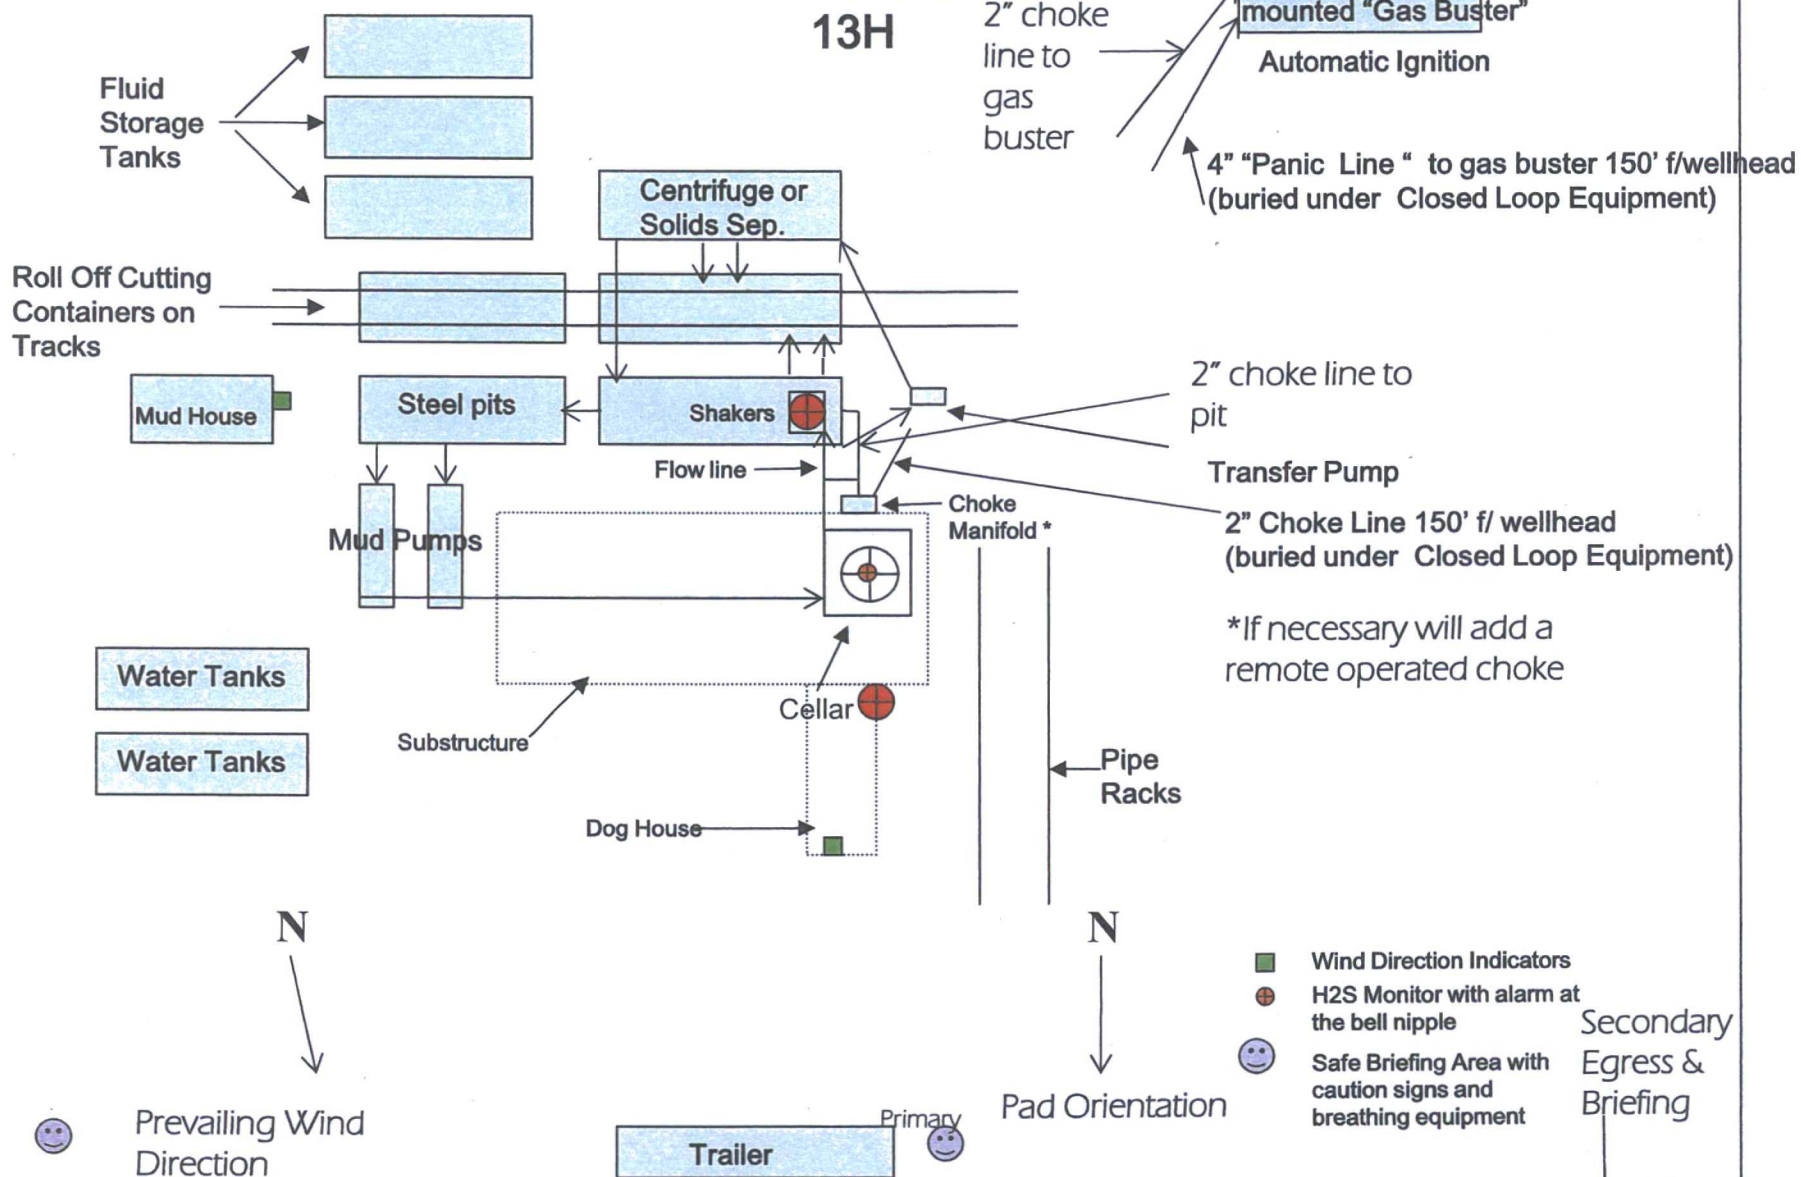 13H
2" choke
line to
gas
buster
mounted "Gas Buster"
Automatic Ignition
4" "Panic Line " to gas buster 150' f/wellhead
(buried under Closed Loop Equipment)
Fluid
Storage
Tanks
Centrifuge or
Solids Sep.
Roll Off Cutting
Containers on
Tracks
Mud House
Steel pits
Shakers
2" choke line to
pit
Flow line
Transfer Pump
Choke
Manifold *
2" Choke Line 150' f/ wellhead
(buried under Closed Loop Equipment)
Mud Pumps
*If necessary will add a
remote operated choke
Water Tanks
Water Tanks
Cellar
Substructure
Pipe
Racks
Dog House
N
N
Wind Direction Indicators
H2S Monitor with alarm at
the bell nipple
Safe Briefing Area with
caution signs and
breathing equipment
Secondary
Egress &
Briefing
Prevailing Wind
Direction
Primary
Pad Orientation
Trailer